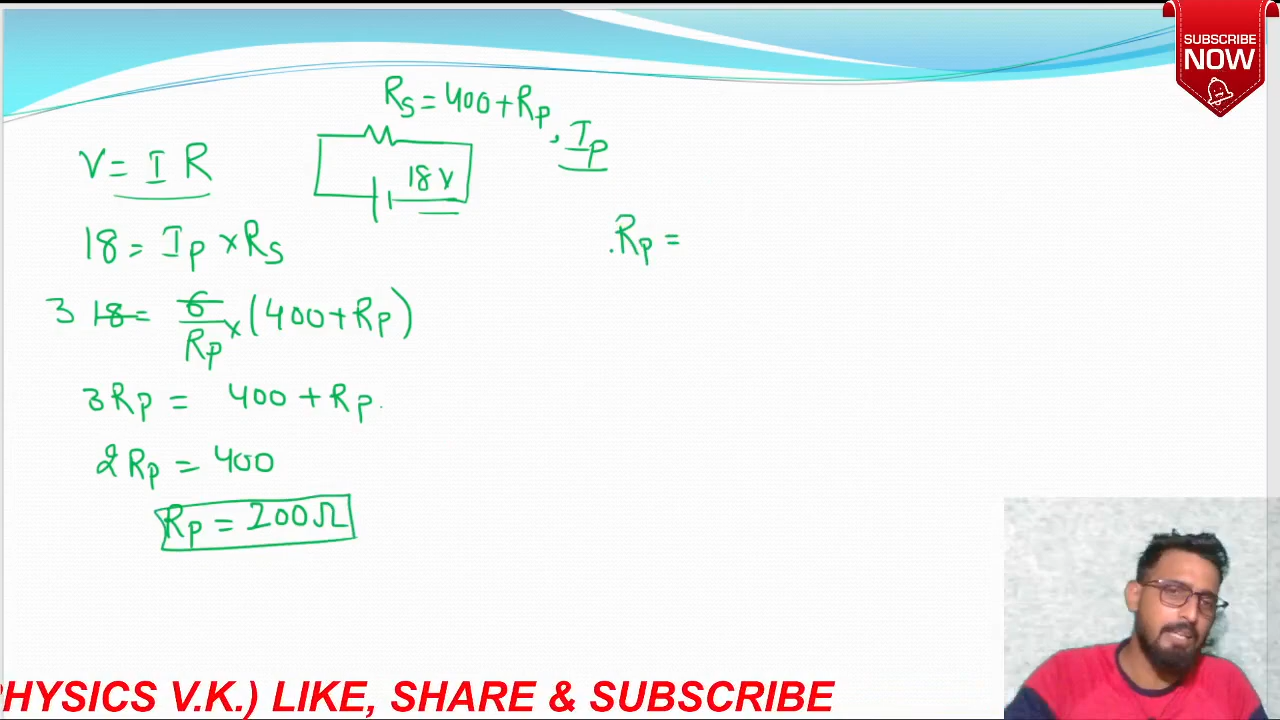 SUBSCRIBE
NOW
Rs = 400 + Rp, Ip
V = I R
18 V
18 = Ip × Rs
.Rp =
3 18 = 6/Rp × (400 + Rp)
3Rp = 400 + Rp.
2Rp = 400
Rp = 200Ω
PHYSICS V.K.) LIKE, SHARE & SUBSCRIBE